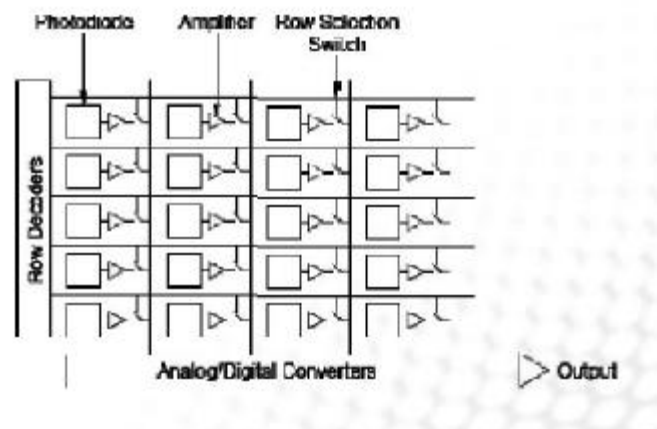 Photodiode Amplifier Row Selection
Switch
Row Decoders
Analog/Digital Converters
Output